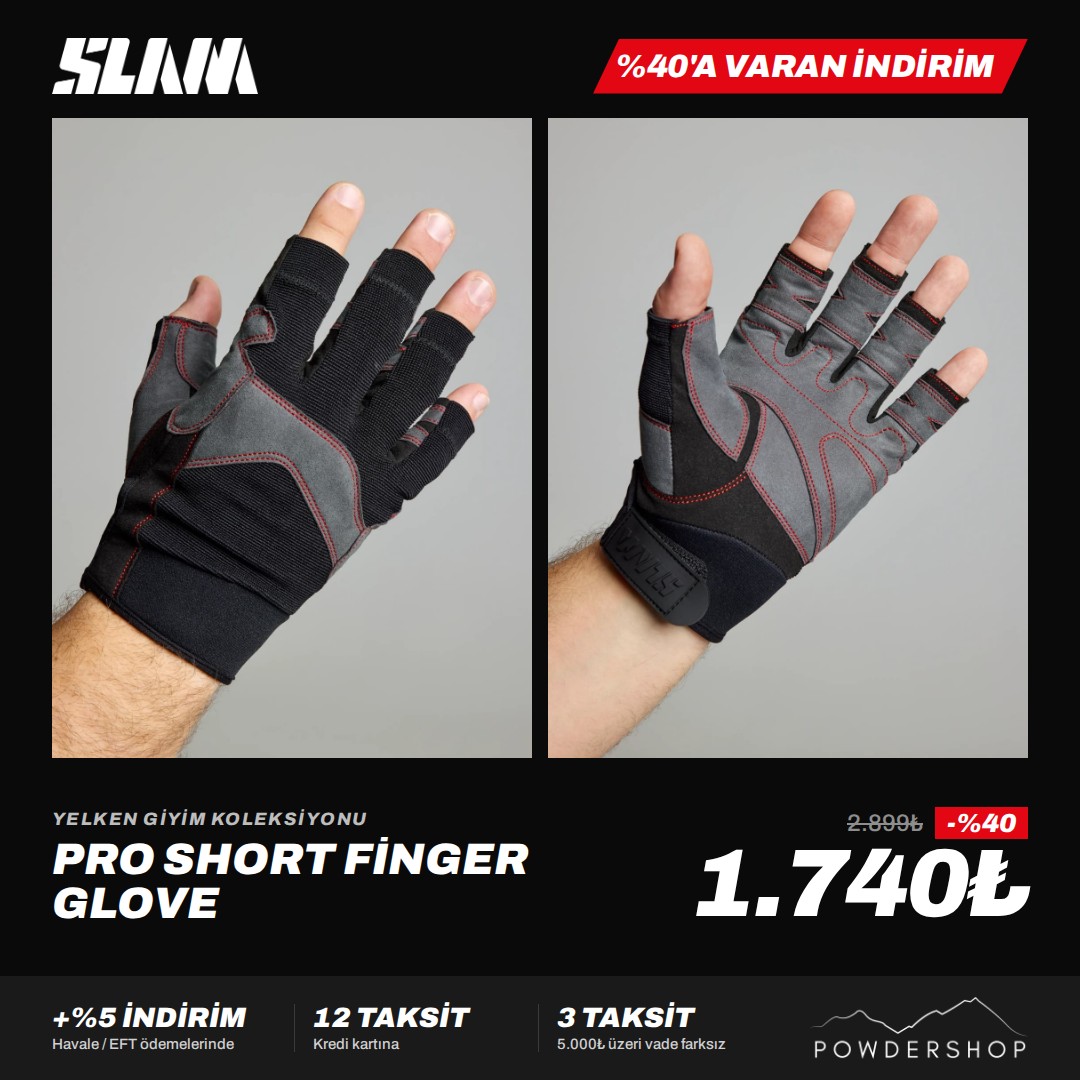 SLAM
%40'A VARAN İNDİRİM
SLAM
YELKEN GİYİM KOLEKSİYONU
PRO SHORT FİNGER
GLOVE
2.899₺
-%40
1.740₺
+%5 İNDİRİM
Havale / EFT ödemelerinde
12 TAKSİT
Kredi kartına
3 TAKSİT
5.000₺ üzeri vade farksız
POWDERSHOP